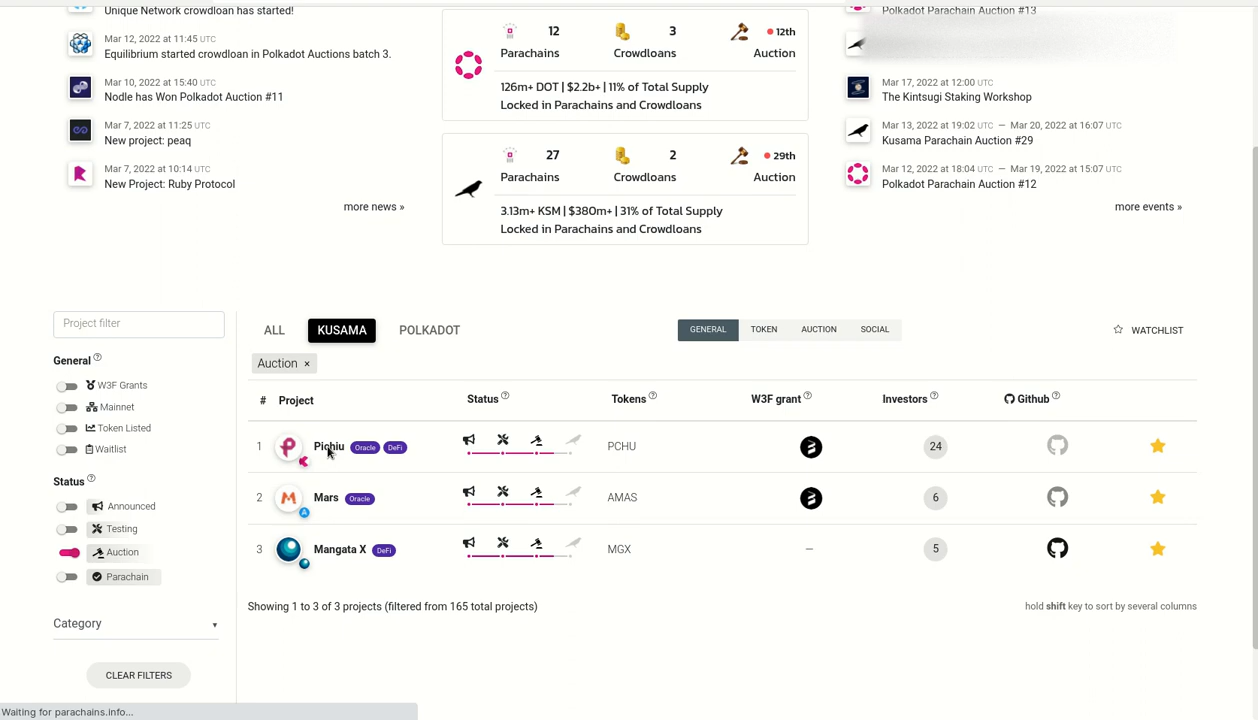 Unique Network crowdloan has started!
Mar 12, 2022 at 11:45 UTC
Equilibrium started crowdloan in Polkadot Auctions batch 3.
Mar 10, 2022 at 15:40 UTC
Nodle has Won Polkadot Auction #11
Mar 7, 2022 at 11:25 UTC
New project: peaq
Mar 7, 2022 at 10:14 UTC
New Project: Ruby Protocol
more news »
12 3 12th
Parachains Crowdloans Auction
126m+ DOT | $2.2b+ | 11% of Total Supply
Locked in Parachains and Crowdloans
27 2 29th
Parachains Crowdloans Auction
3.13m+ KSM | $380m+ | 31% of Total Supply
Locked in Parachains and Crowdloans
Polkadot Parachain Auction #13
Mar 17, 2022 at 12:00 UTC
The Kintsugi Staking Workshop
Mar 13, 2022 at 19:02 UTC — Mar 20, 2022 at 16:07 UTC
Kusama Parachain Auction #29
Mar 12, 2022 at 18:04 UTC — Mar 19, 2022 at 15:07 UTC
Polkadot Parachain Auction #12
more events »
Project filter
General ?
W3F Grants
Mainnet
Token Listed
Waitlist
Status ?
Announced
Testing
Auction
Parachain
Category
CLEAR FILTERS
ALL KUSAMA POLKADOT GENERAL TOKEN AUCTION SOCIAL WATCHLIST
Auction ×
# Project Status ? Tokens ? W3F grant ? Investors ? Github ?
1 Pichiu Oracle DeFi PCHU 24
2 Mars Oracle AMAS 6
3 Mangata X DeFi MGX — 5
Showing 1 to 3 of 3 projects (filtered from 165 total projects)
hold shift key to sort by several columns
Waiting for parachains.info...